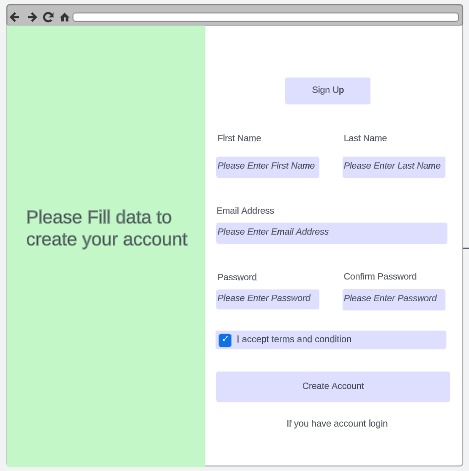 Sign Up
First Name
Last Name
Please Enter First Name
Please Enter Last Name
Please Fill data to
create your account
Email Address
Please Enter Email Address
Password
Confirm Password
Please Enter Password
Please Enter Password
I accept terms and condition
Create Account
If you have account login